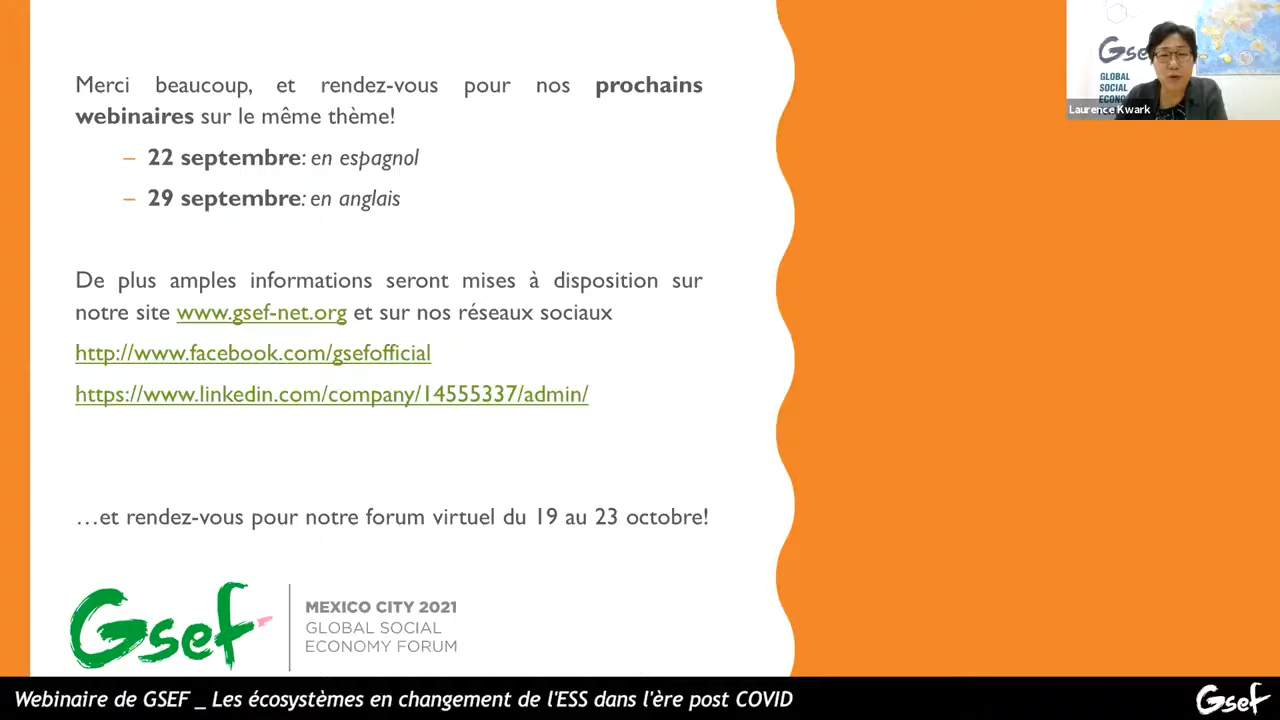 Merci beaucoup, et rendez-vous pour nos prochains
webinaires sur le même thème!
– 22 septembre: en espagnol
– 29 septembre: en anglais
De plus amples informations seront mises à disposition sur
notre site www.gsef-net.org et sur nos réseaux sociaux
http://www.facebook.com/gsefofficial
https://www.linkedin.com/company/14555337/admin/
…et rendez-vous pour notre forum virtuel du 19 au 23 octobre!
Gsef
MEXICO CITY 2021
GLOBAL SOCIAL
ECONOMY FORUM
Gsef
GLOBAL
SOCIAL
Laurence Kwark
Webinaire de GSEF _ Les écosystèmes en changement de l'ESS dans l'ère post COVID
Gsef